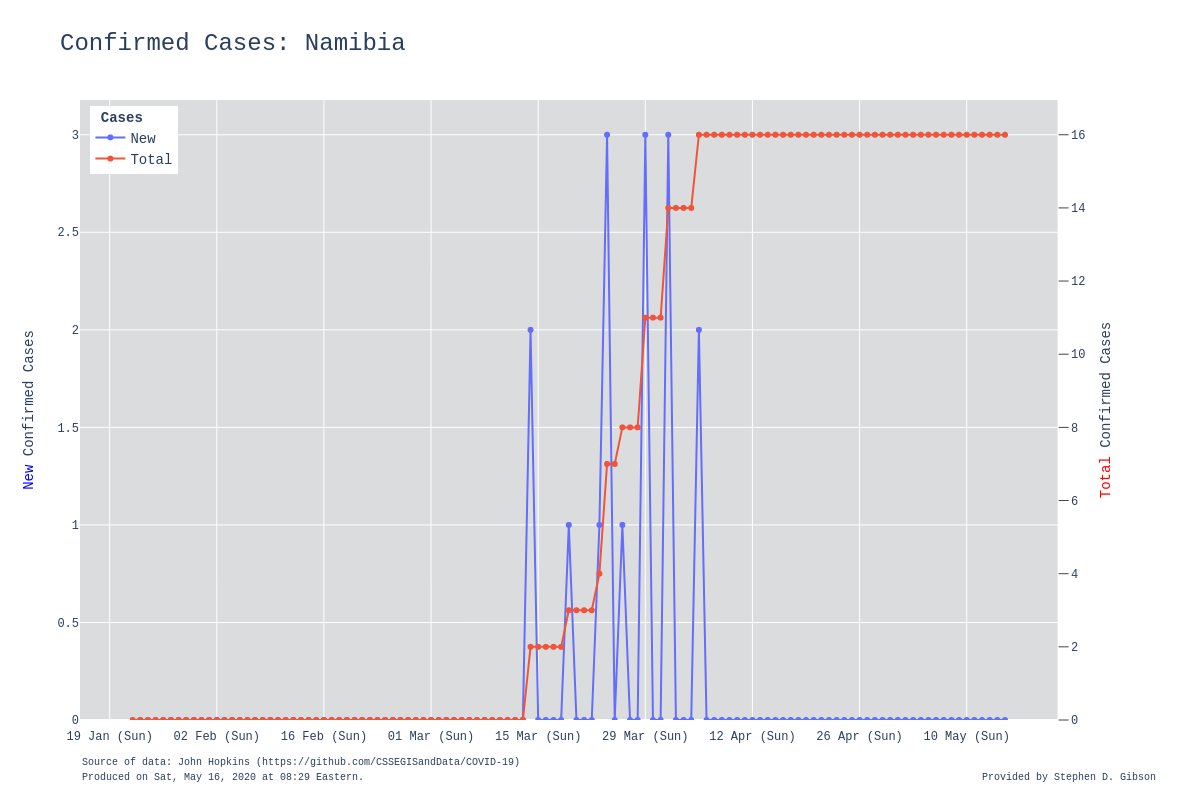 Confirmed Cases: Namibia
Cases
New
Total
3
2.5
2
1.5
1
0.5
0
16
14
12
10
8
6
4
2
0
New Confirmed Cases
Total Confirmed Cases
19 Jan (Sun) 02 Feb (Sun) 16 Feb (Sun) 01 Mar (Sun) 15 Mar (Sun) 29 Mar (Sun) 12 Apr (Sun) 26 Apr (Sun) 10 May (Sun)
Source of data: John Hopkins (https://github.com/CSSEGISandData/COVID-19)
Produced on Sat, May 16, 2020 at 08:29 Eastern.
Provided by Stephen D. Gibson